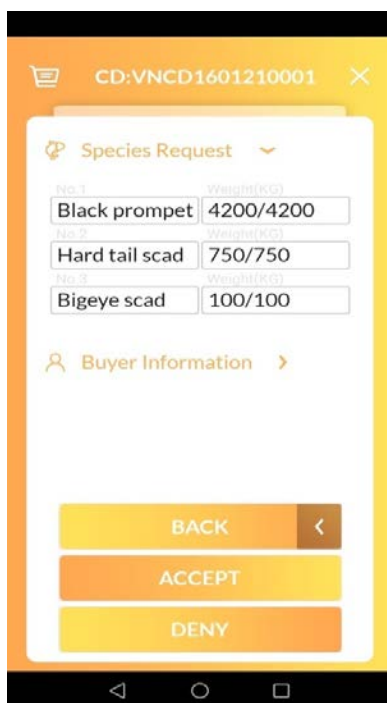 CD:VNCD1601210001
Species Request
No.1 Weight(KG)
Black prompet 4200/4200
No.2 Weight(KG)
Hard tail scad 750/750
No.3 Weight(KG)
Bigeye scad 100/100
Buyer Information
BACK
ACCEPT
DENY